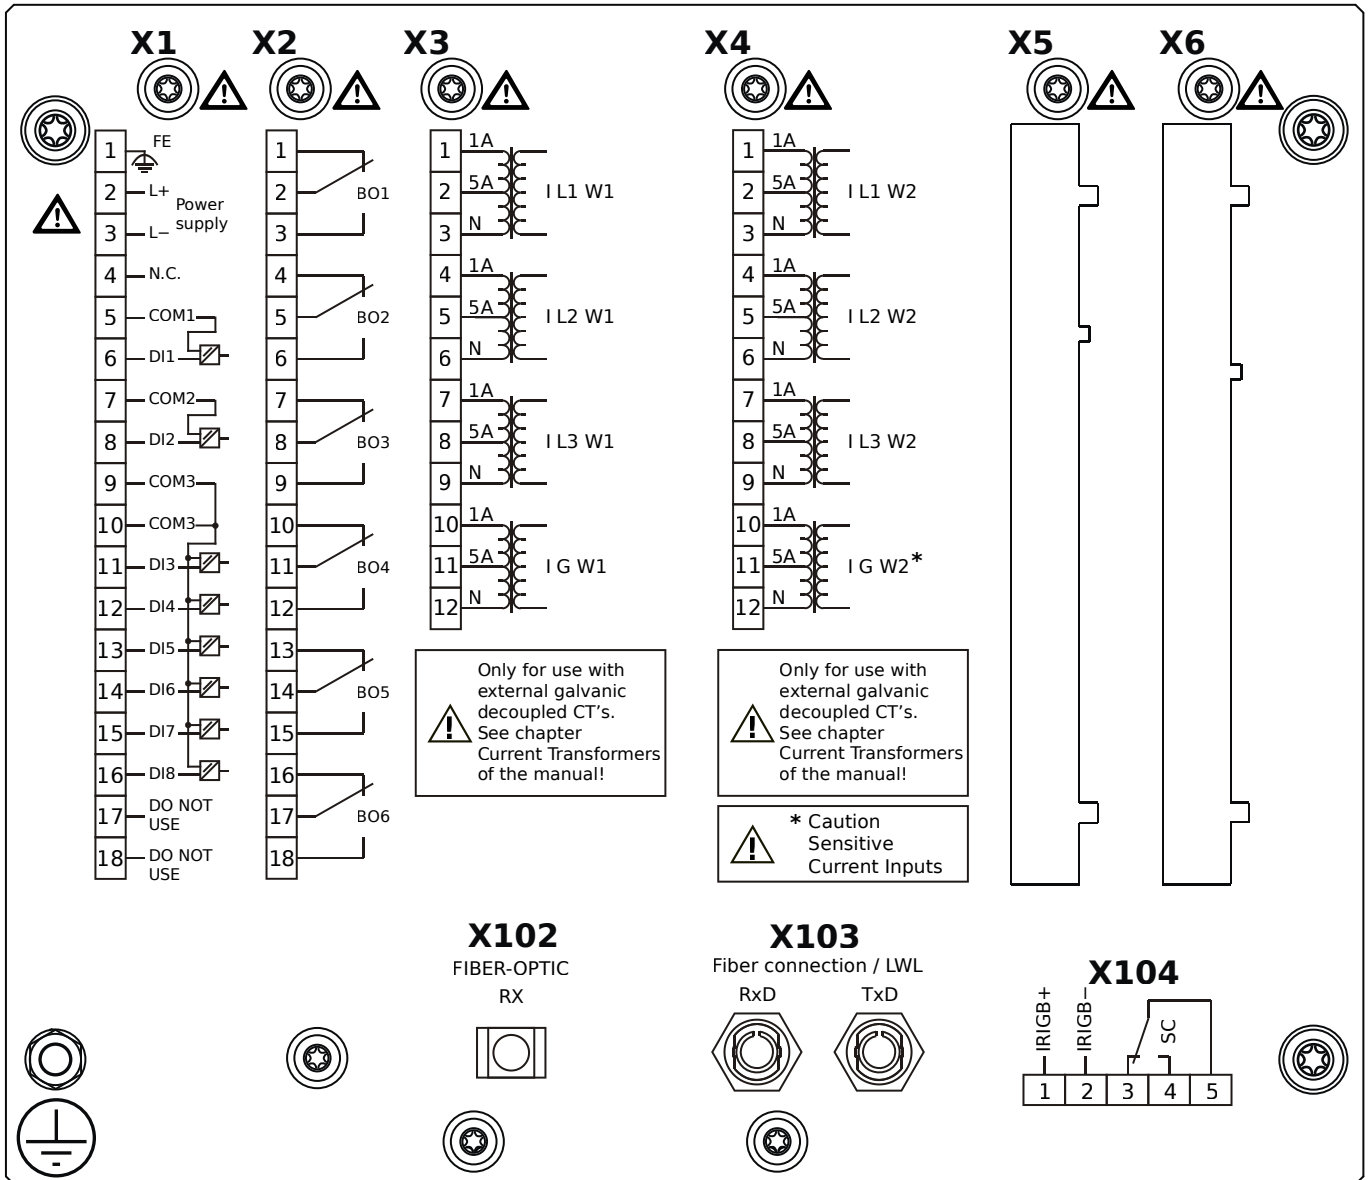 X1
X2
X3
X4
X5
X6
1
FE
2
L+
Power
supply
3
L−
4
N.C.
5
COM1
6
DI1
7
COM2
8
DI2
9
COM3
10
COM3
11
DI3
12
DI4
13
DI5
14
DI6
15
DI7
16
DI8
17
DO NOT
USE
18
DO NOT
USE
1
2
BO1
3
4
5
BO2
6
7
8
BO3
9
10
11
BO4
12
13
14
BO5
15
16
17
BO6
18
1
1A
2
5A
I L1 W1
3
N
4
1A
5
5A
I L2 W1
6
N
7
1A
8
5A
I L3 W1
9
N
10
1A
11
5A
I G W1
12
N
Only for use with
external galvanic
decoupled CT's.
See chapter
Current Transformers
of the manual!
1
1A
2
5A
I L1 W2
3
N
4
1A
5
5A
I L2 W2
6
N
7
1A
8
5A
I L3 W2
9
N
10
1A
11
5A
I G W2*
12
N
Only for use with
external galvanic
decoupled CT's.
See chapter
Current Transformers
of the manual!
* Caution
Sensitive
Current Inputs
X102
FIBER-OPTIC
RX
X103
Fiber connection / LWL
RxD
TxD
X104
IRIGB+
IRIGB−
SC
1
2
3
4
5